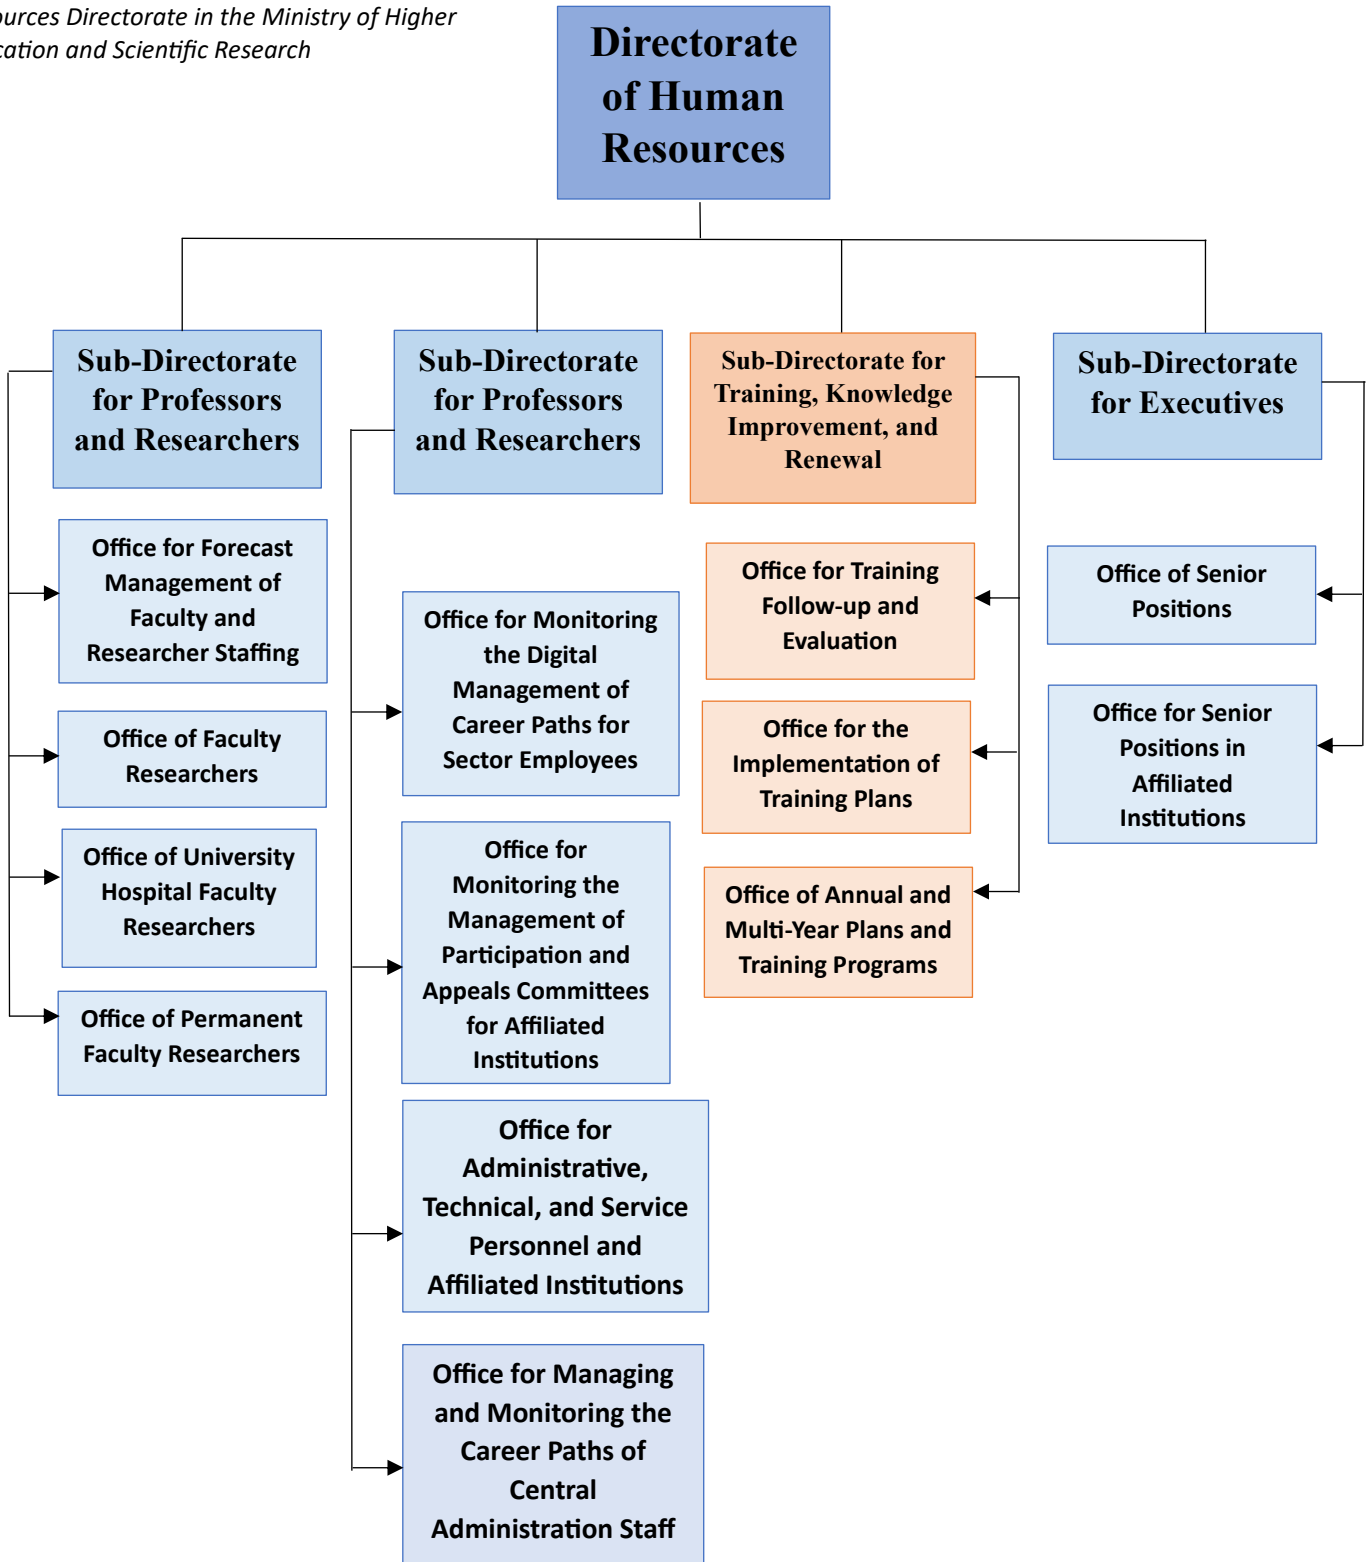 Resources Directorate in the Ministry of Higher
Education and Scientific Research
Directorate
of Human
Resources
Sub-Directorate
for Professors
and Researchers
Office for Forecast
Management of
Faculty and
Researcher Staffing
Office of Faculty
Researchers
Office of University
Hospital Faculty
Researchers
Office of Permanent
Faculty Researchers
Sub-Directorate
for Professors
and Researchers
Office for Monitoring
the Digital
Management of
Career Paths for
Sector Employees
Office for
Monitoring the
Management of
Participation and
Appeals Committees
for Affiliated
Institutions
Office for
Administrative,
Technical, and Service
Personnel and
Affiliated Institutions
Office for Managing
and Monitoring the
Career Paths of
Central
Administration Staff
Sub-Directorate for
Training, Knowledge
Improvement, and
Renewal
Office for Training
Follow-up and
Evaluation
Office for the
Implementation of
Training Plans
Office of Annual and
Multi-Year Plans and
Training Programs
Sub-Directorate
for Executives
Office of Senior
Positions
Office for Senior
Positions in
Affiliated
Institutions